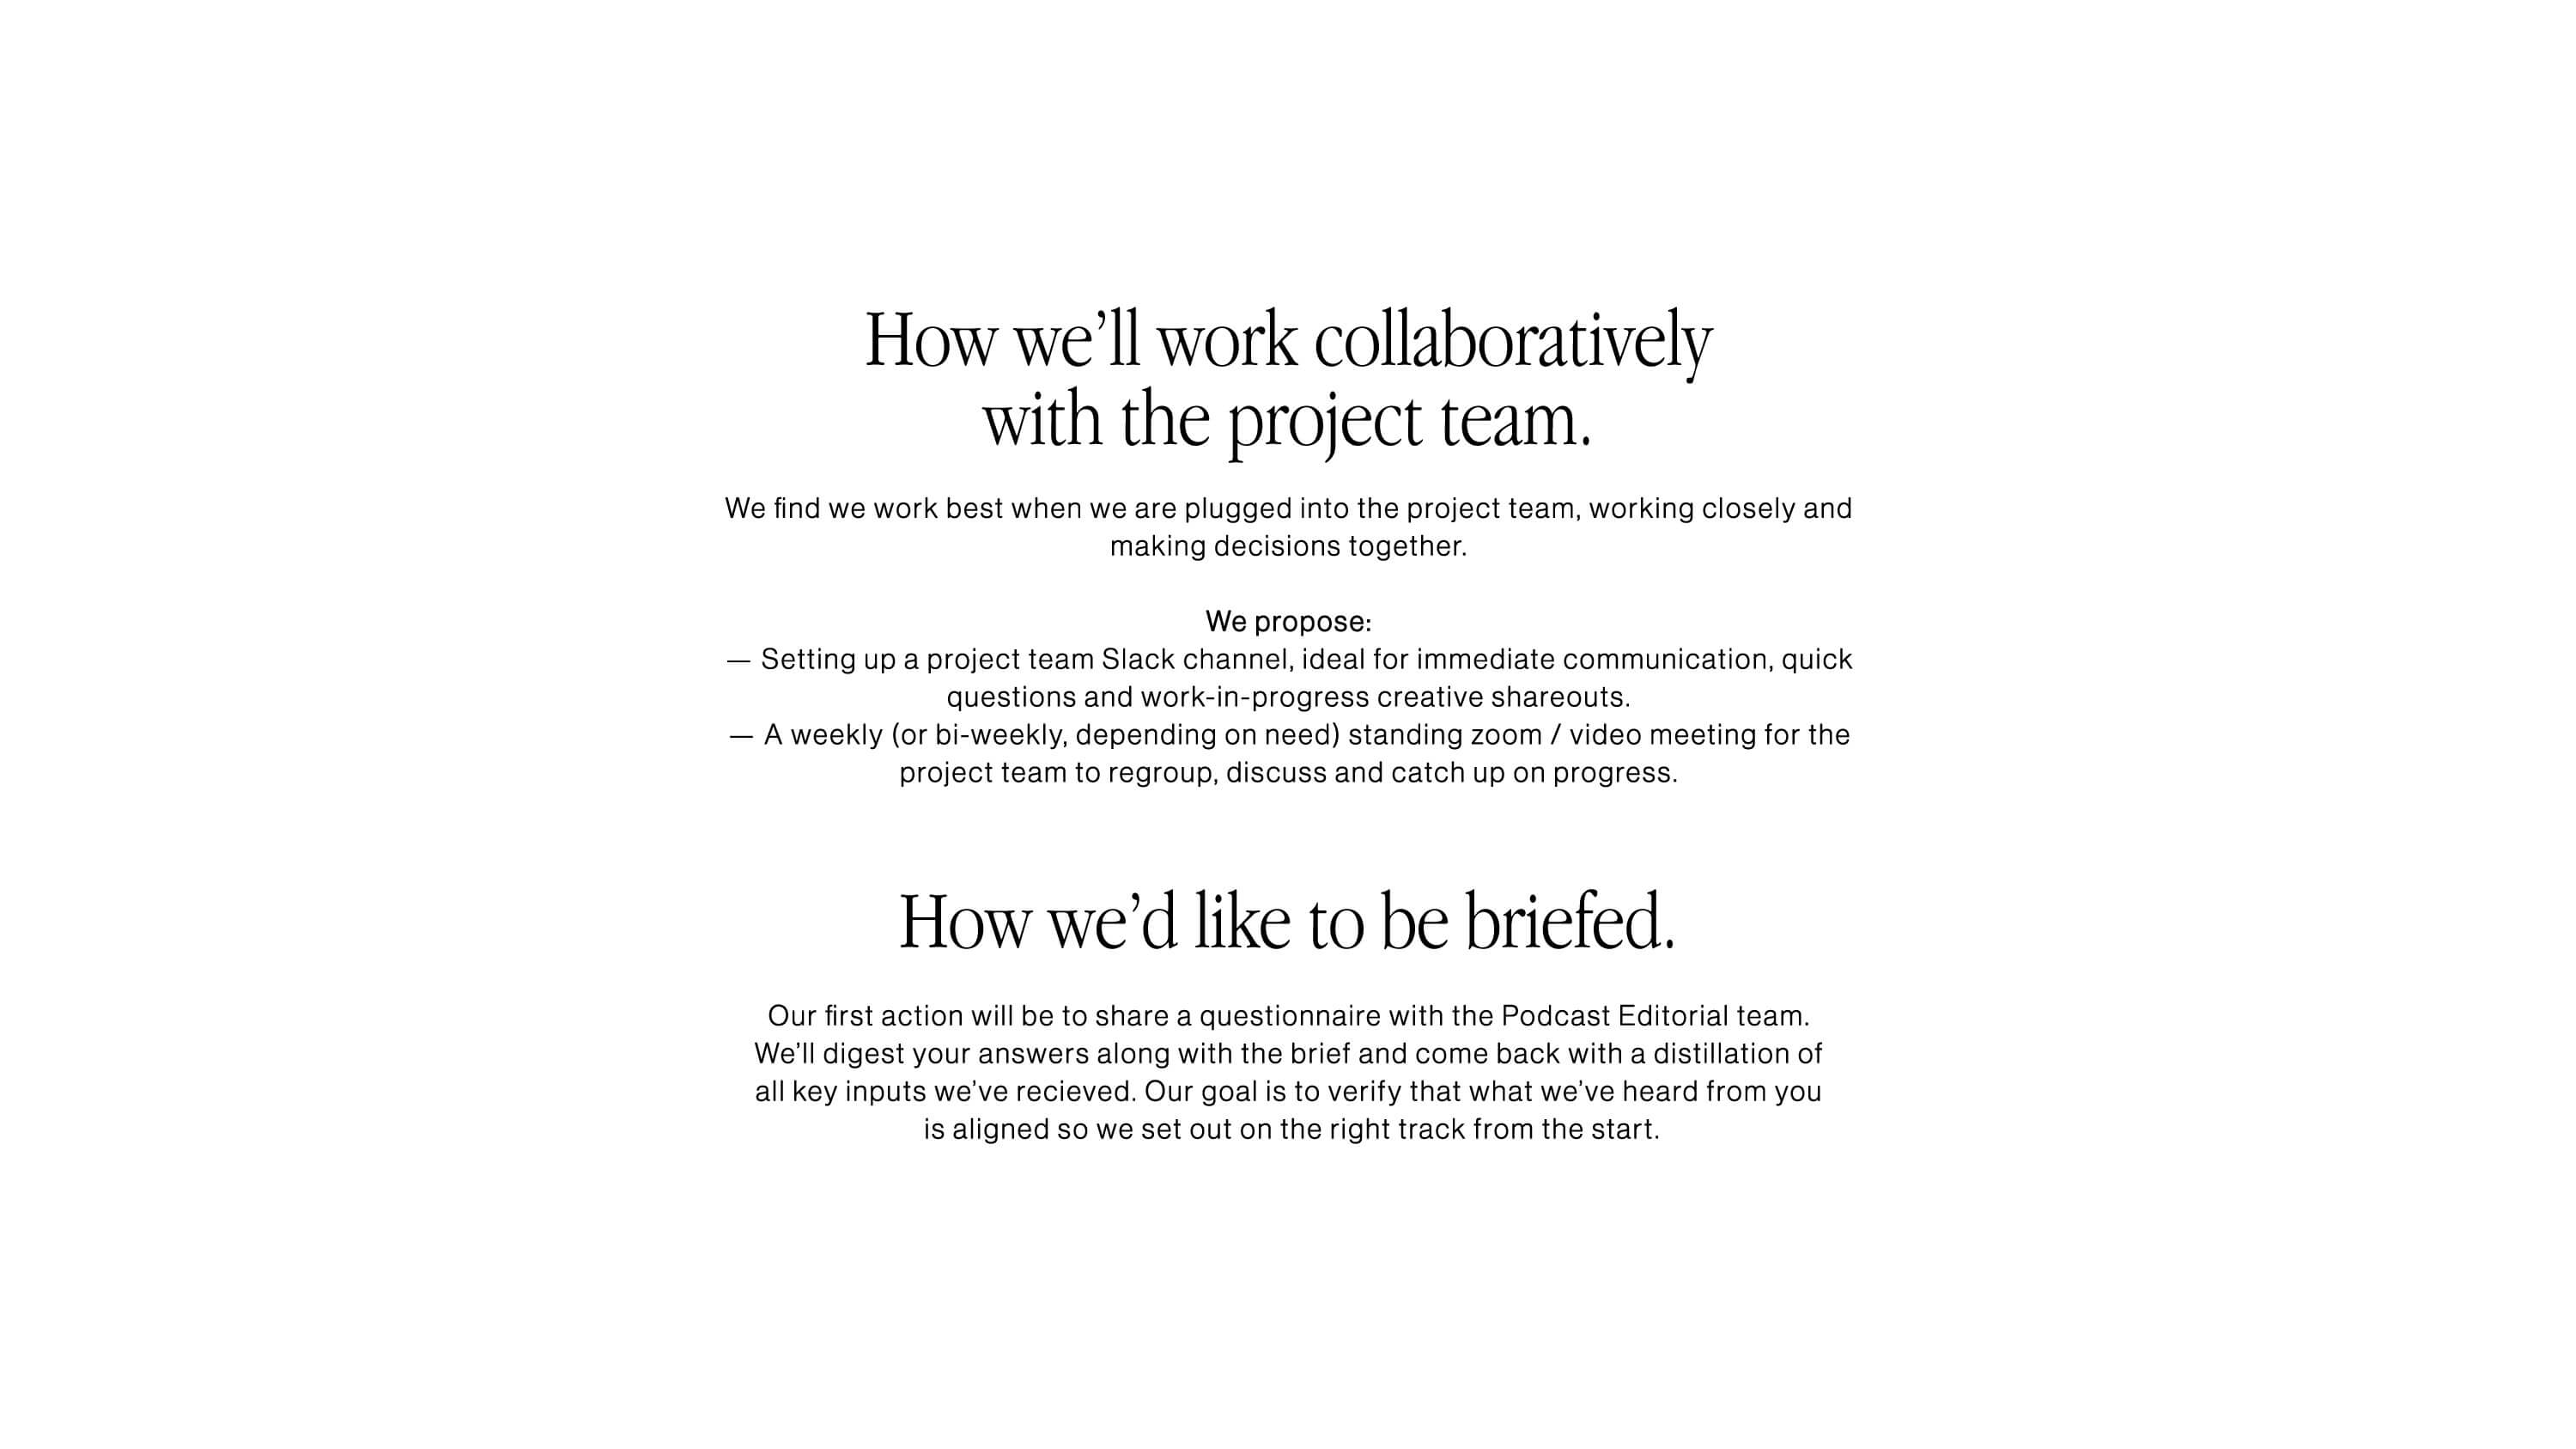 How we’ll work collaboratively
with the project team.
We find we work best when we are plugged into the project team, working closely and
making decisions together.
We propose:
— Setting up a project team Slack channel, ideal for immediate communication, quick
questions and work-in-progress creative shareouts.
— A weekly (or bi-weekly, depending on need) standing zoom / video meeting for the
project team to regroup, discuss and catch up on progress.
How we’d like to be briefed.
Our first action will be to share a questionnaire with the Podcast Editorial team.
We’ll digest your answers along with the brief and come back with a distillation of
all key inputs we’ve recieved. Our goal is to verify that what we’ve heard from you
is aligned so we set out on the right track from the start.